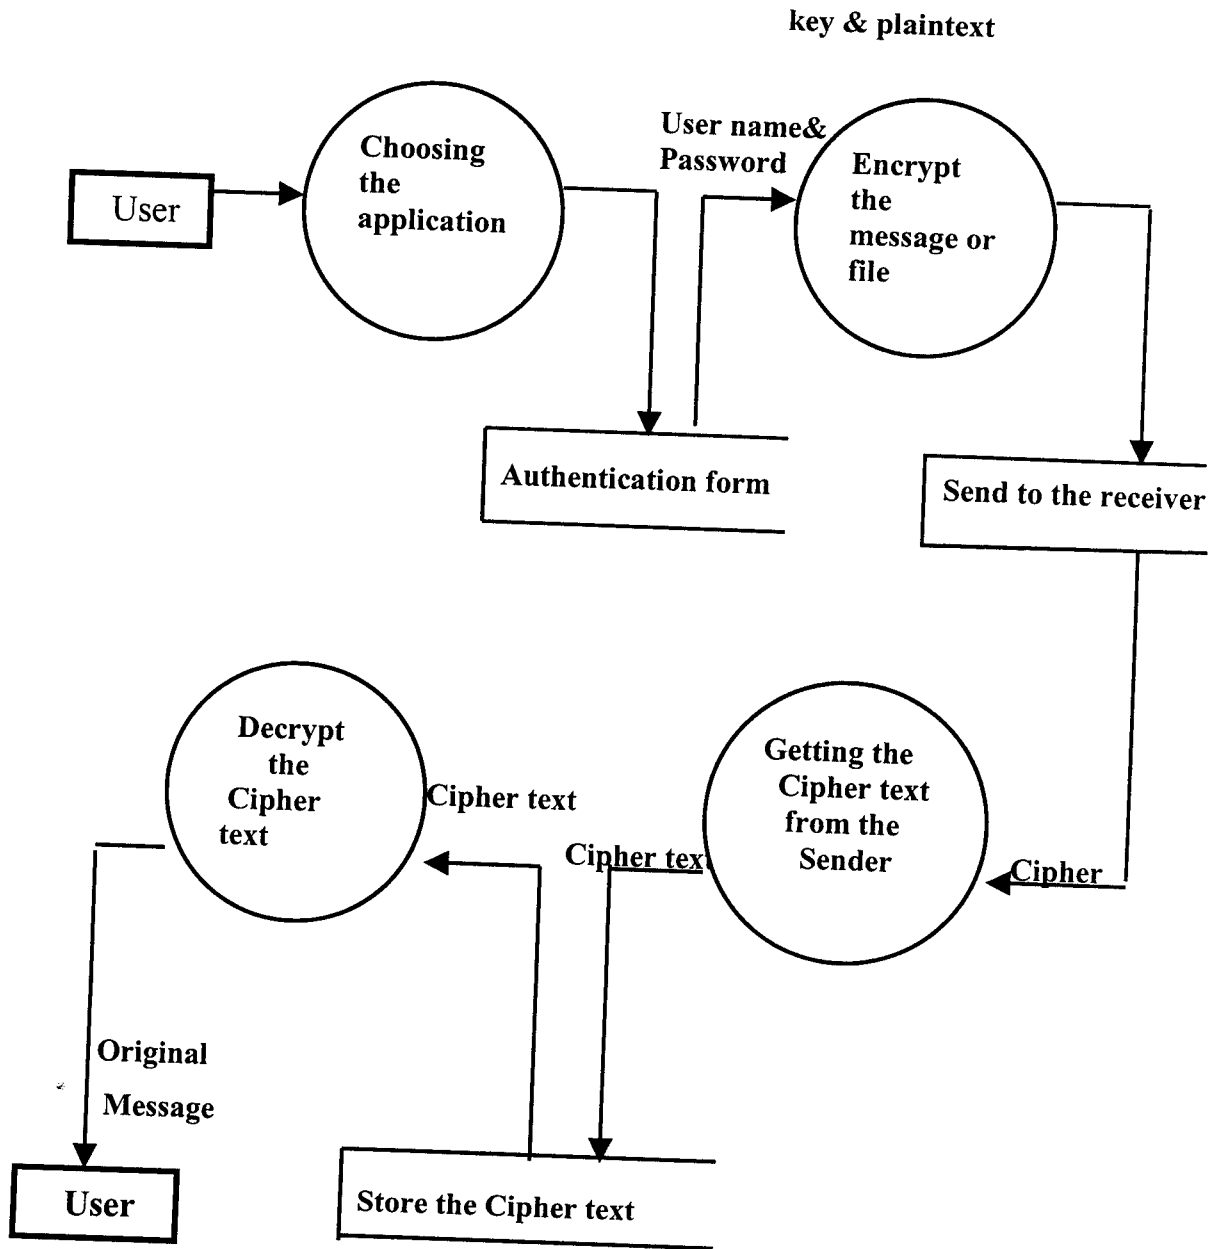 key & plaintext
User name&
Password
User
Choosing
the
application
Encrypt
the
message or
file
Authentication form
Send to the receiver
Decrypt
the
Cipher
text
Cipher text
Cipher text
Getting the
Cipher text
from the
Sender
Cipher
Original
Message
User
Store the Cipher text